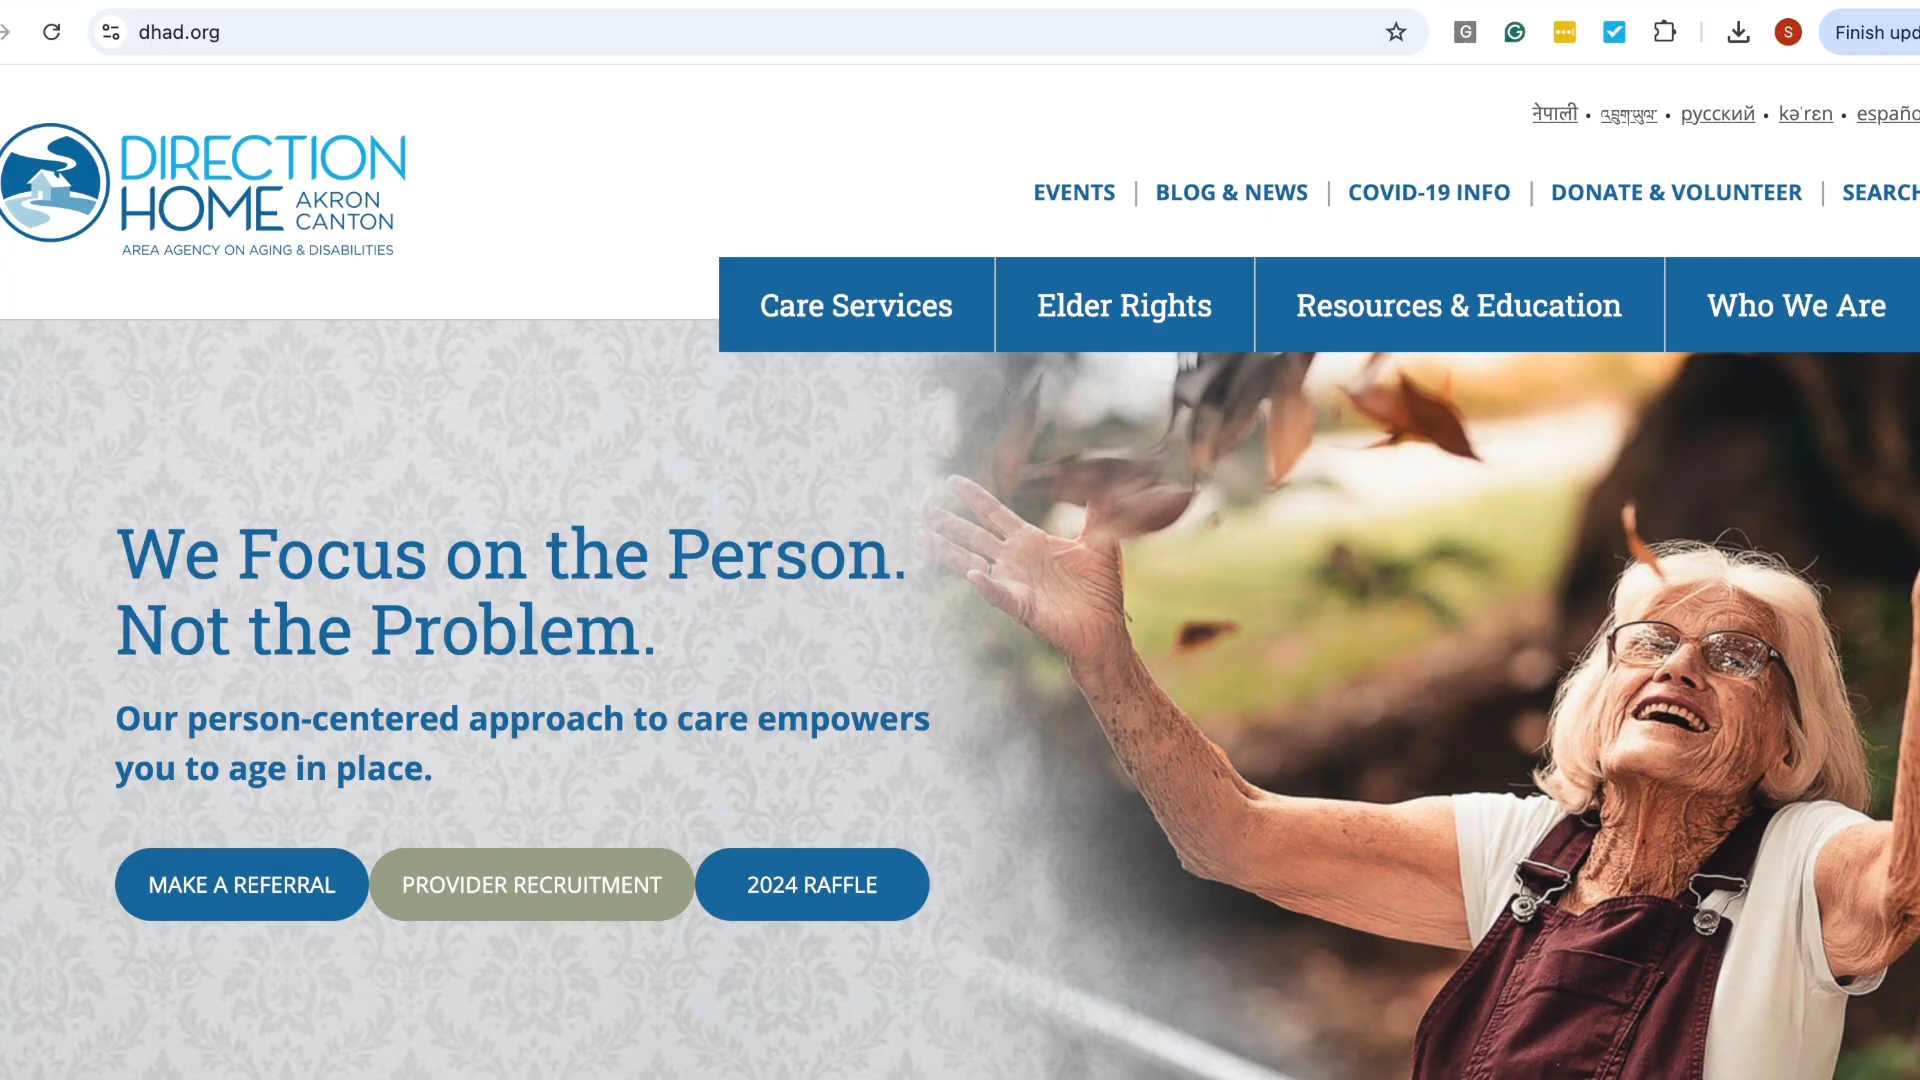 dhad.org
G
S
Finish upd
नेपाली • འབྲུག་ཡུལ་ • русский • kəˈrɛn • españo
DIRECTION
HOME AKRON
CANTON
AREA AGENCY ON AGING & DISABILITIES
EVENTS | BLOG & NEWS | COVID-19 INFO | DONATE & VOLUNTEER | SEARCH
Care Services
Elder Rights
Resources & Education
Who We Are
We Focus on the Person.
Not the Problem.
Our person-centered approach to care empowers
you to age in place.
MAKE A REFERRAL
PROVIDER RECRUITMENT
2024 RAFFLE